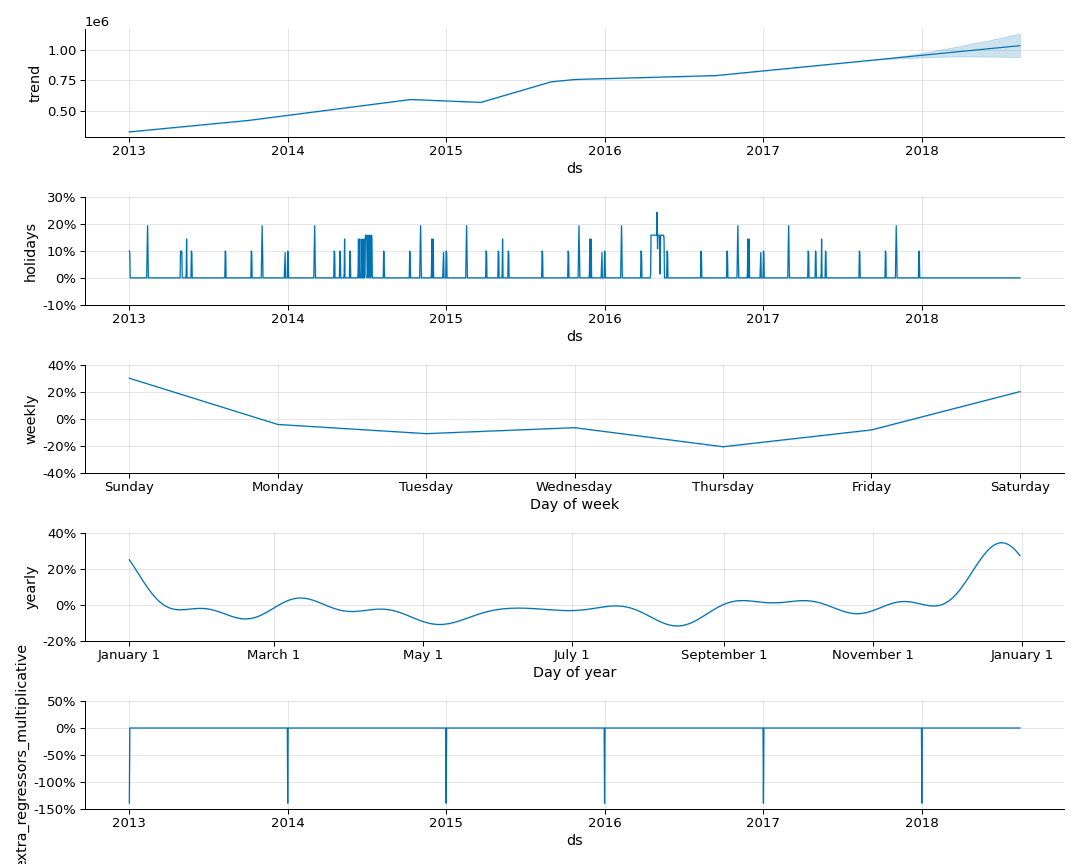 1e6
1.00
0.75
0.50
trend
2013 2014 2015 2016 2017 2018
ds
30%
20%
10%
0%
-10%
holidays
2013 2014 2015 2016 2017 2018
ds
40%
20%
0%
-20%
-40%
weekly
Sunday Monday Tuesday Wednesday Thursday Friday Saturday
Day of week
40%
20%
0%
-20%
yearly
January 1 March 1 May 1 July 1 September 1 November 1 January 1
Day of year
50%
0%
-50%
-100%
-150%
extra_regressors_multiplicative
2013 2014 2015 2016 2017 2018
ds